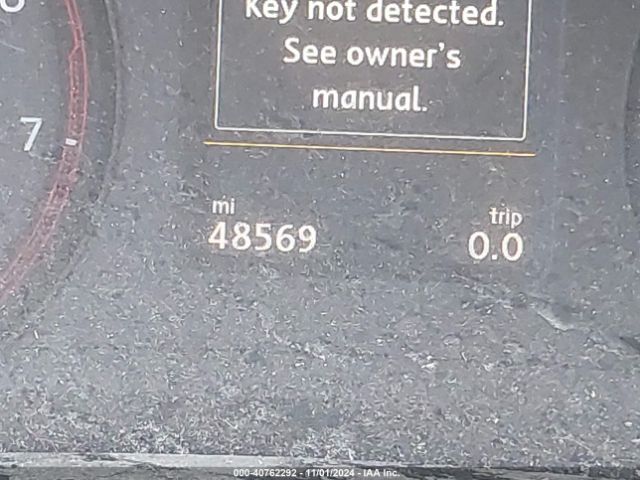 Key not detected.
See owner's
manual.
7
mi
48569
trip
0.0
000-40762292 - 11/01/2024 - IAA Inc.